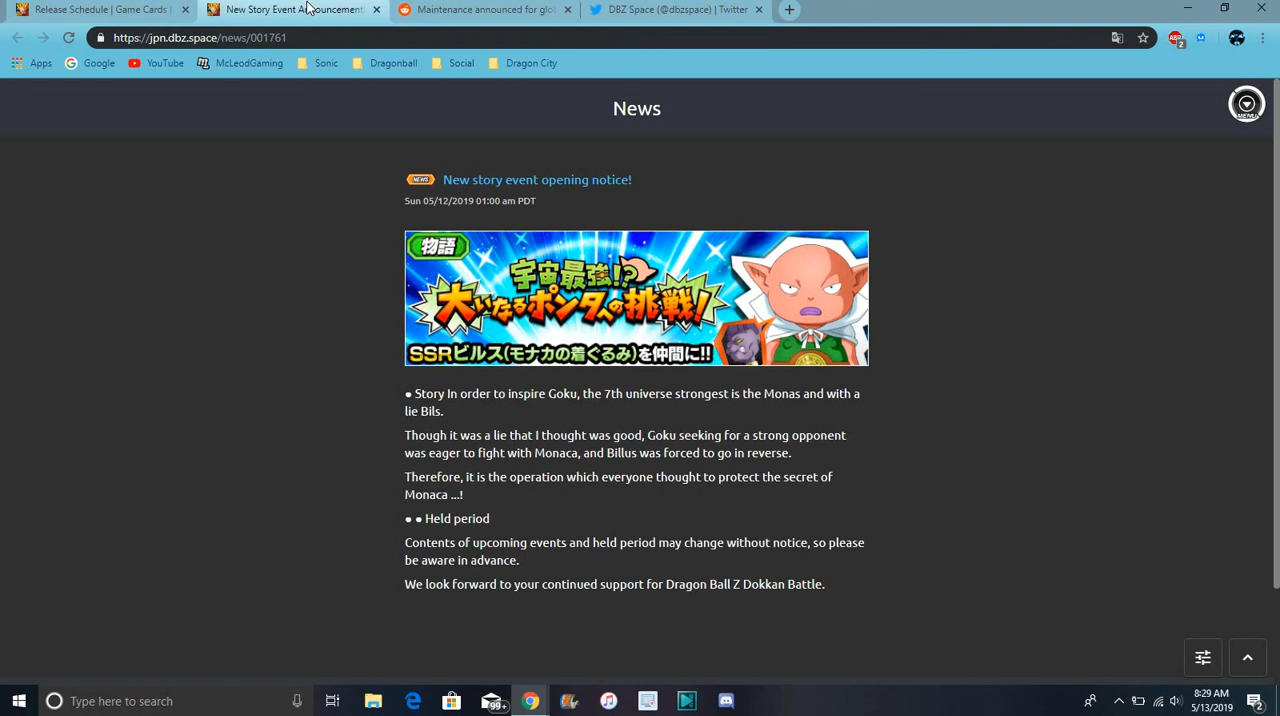 Release Schedule | Game Cards |
New Story Event Announcement!
Maintenance announced for glo
DBZ Space (@dbzspace) | Twitter
https://jpn.dbz.space/news/001761
2
Apps
Google
YouTube
McLeodGaming
Sonic
Dragonball
Social
Dragon City
News
MENU
NEWS
New story event opening notice!
Sun 05/12/2019 01:00 am PDT
物語
宇宙最強!?
大いなるポンタへの挑戦!
SSRビルス(モナカの着ぐるみ)を仲間に!!
● Story In order to inspire Goku, the 7th universe strongest is the Monas and with a
lie Bils.
Though it was a lie that I thought was good, Goku seeking for a strong opponent
was eager to fight with Monaca, and Billus was forced to go in reverse.
Therefore, it is the operation which everyone thought to protect the secret of
Monaca ...!
● ● Held period
Contents of upcoming events and held period may change without notice, so please
be aware in advance.
We look forward to your continued support for Dragon Ball Z Dokkan Battle.
Type here to search
99+
8:29 AM
5/13/2019
2